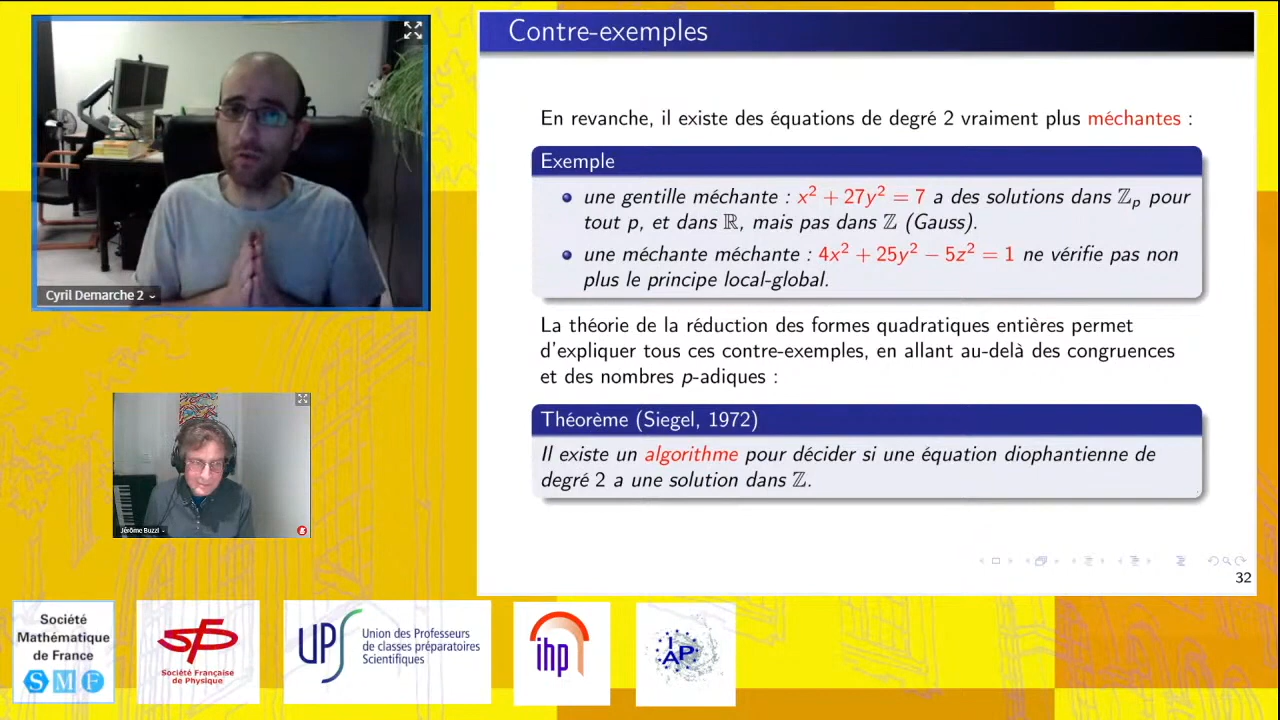 Contre-exemples
En revanche, il existe des équations de degré 2 vraiment plus méchantes :
Exemple
une gentille méchante : x² + 27y² = 7 a des solutions dans ℤₚ pour
tout p, et dans ℝ, mais pas dans ℤ (Gauss).
une méchante méchante : 4x² + 25y² − 5z² = 1 ne vérifie pas non
plus le principe local-global.
La théorie de la réduction des formes quadratiques entières permet
d'expliquer tous ces contre-exemples, en allant au-delà des congruences
et des nombres p-adiques :
Théorème (Siegel, 1972)
Il existe un algorithme pour décider si une équation diophantienne de
degré 2 a une solution dans ℤ.
32
Cyril Demarche 2
Jérôme Buzzi
Société
Mathématique
de France
SMF
sfp
Société Française
de Physique
UPS
Union des Professeurs
de classes préparatoires
Scientifiques
ihp
IAP